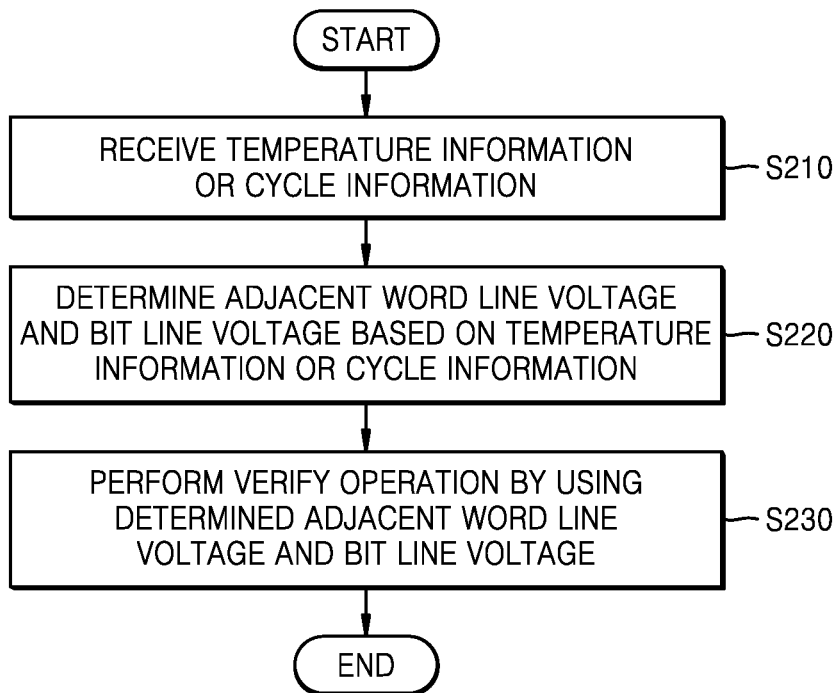 START
RECEIVE TEMPERATURE INFORMATION
OR CYCLE INFORMATION
S210
DETERMINE ADJACENT WORD LINE VOLTAGE
AND BIT LINE VOLTAGE BASED ON TEMPERATURE
INFORMATION OR CYCLE INFORMATION
S220
PERFORM VERIFY OPERATION BY USING
DETERMINED ADJACENT WORD LINE
VOLTAGE AND BIT LINE VOLTAGE
S230
END